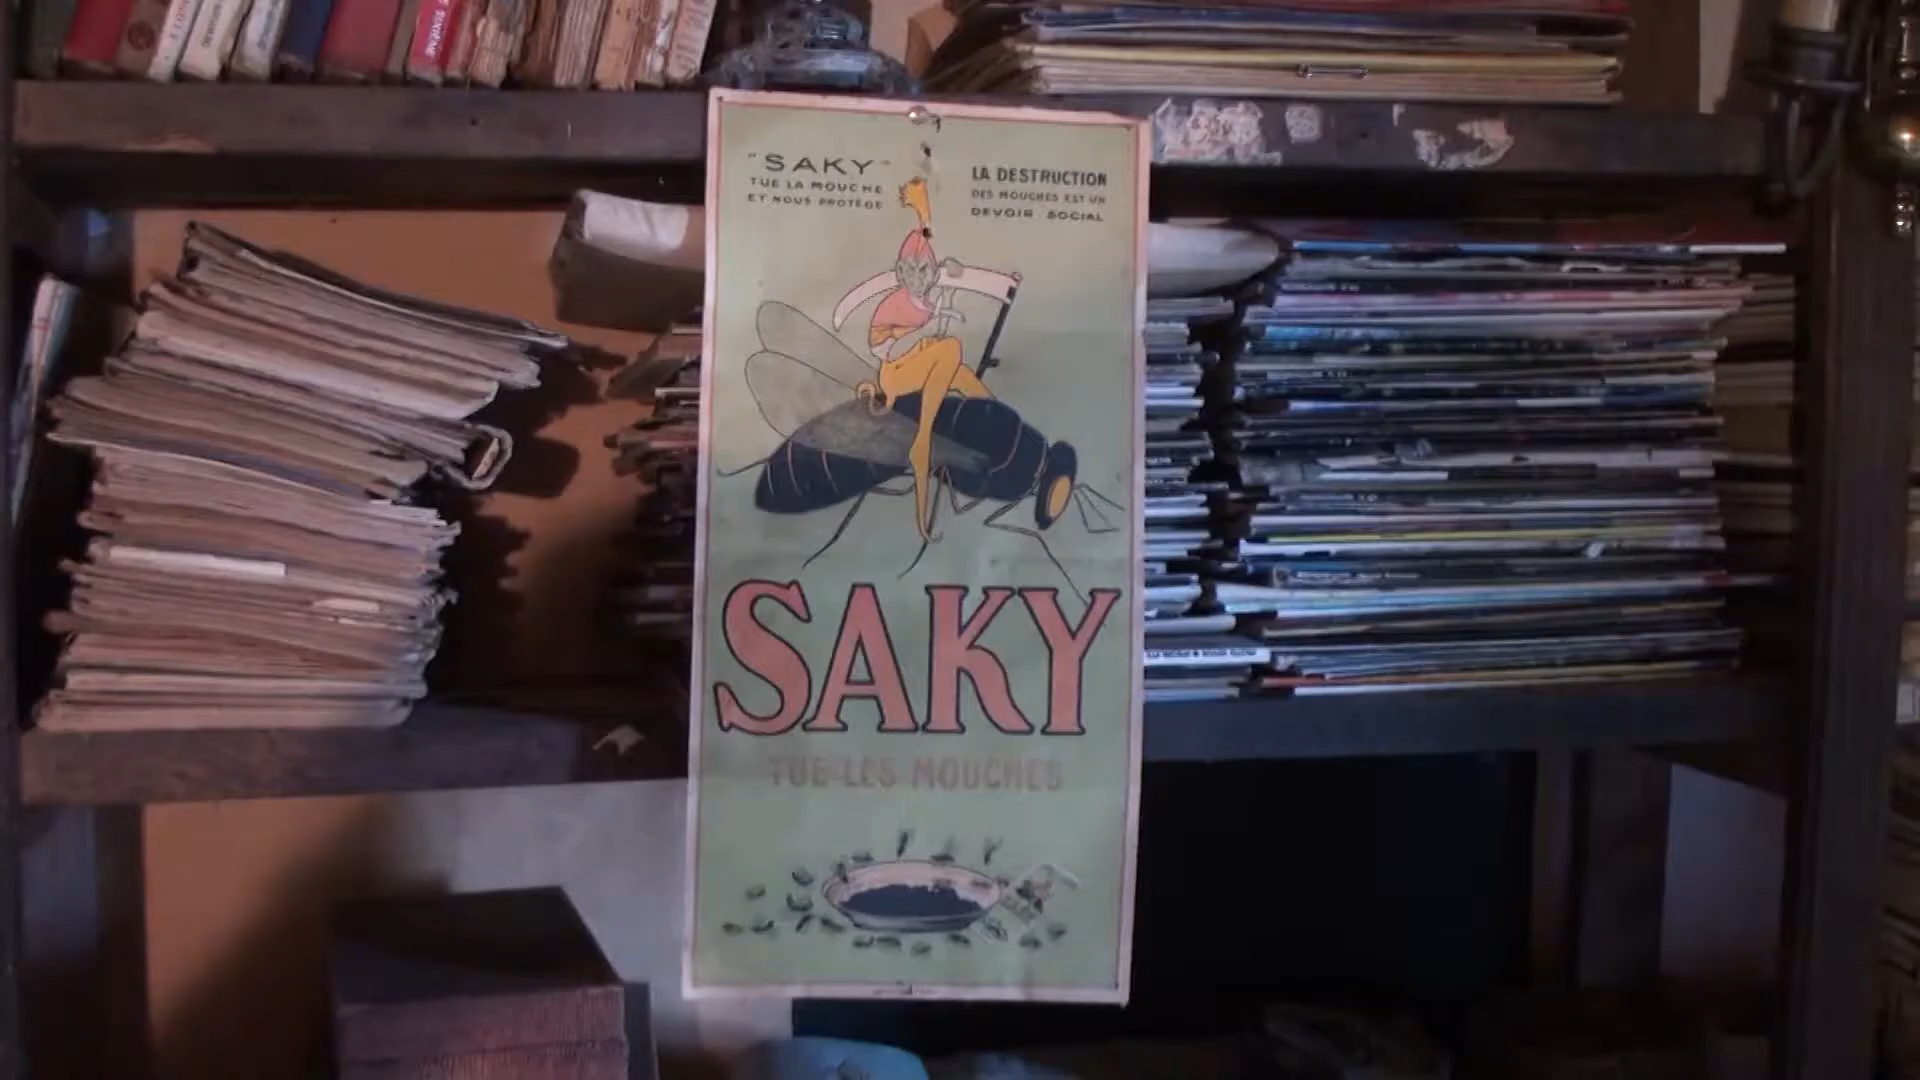 "SAKY"
TUE LA MOUCHE
ET NOUS PROTÈGE
LA DESTRUCTION
DES MOUCHES EST UN
DEVOIR SOCIAL
SAKY
TUE LES MOUCHES